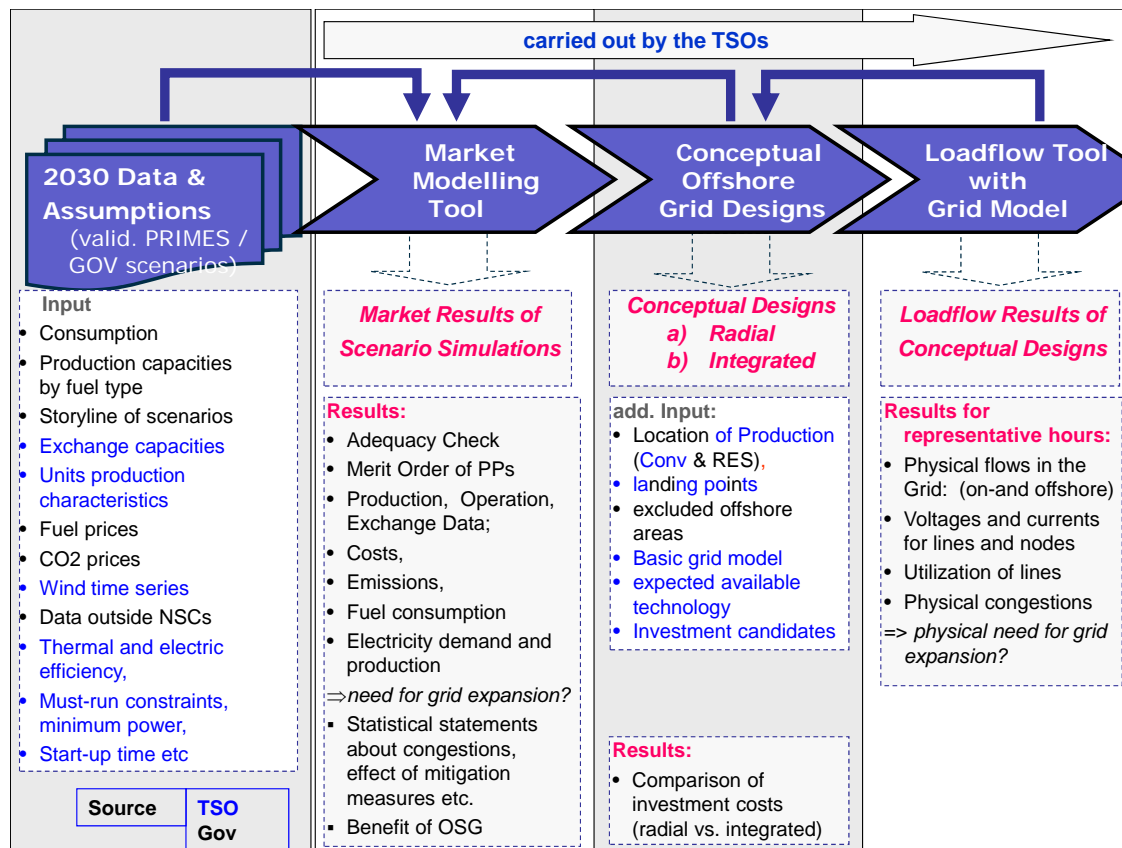 carried out by the TSOs
2030 Data &
Assumptions
(valid. PRIMES /
GOV scenarios)
Market
Modelling
Tool
Conceptual
Offshore
Grid Designs
Loadflow Tool
with
Grid Model
Input
• Consumption
• Production capacities
by fuel type
• Storyline of scenarios
• Exchange capacities
• Units production
characteristics
• Fuel prices
• CO2 prices
• Wind time series
• Data outside NSCs
• Thermal and electric
efficiency,
• Must-run constraints,
minimum power,
• Start-up time etc
Source
TSO
Gov
Market Results of
Scenario Simulations
Results:
• Adequacy Check
• Merit Order of PPs
• Production, Operation,
Exchange Data;
• Costs,
• Emissions,
• Fuel consumption
• Electricity demand and
production
⇒need for grid expansion?
▪ Statistical statements
about congestions,
effect of mitigation
measures etc.
• Benefit of OSG
Conceptual Designs
a) Radial
b) Integrated
add. Input:
• Location of Production
(Conv & RES),
• landing points
• excluded offshore
areas
• Basic grid model
• expected available
technology
• Investment candidates
Results:
• Comparison of
investment costs
(radial vs. integrated)
Loadflow Results of
Conceptual Designs
Results for
representative hours:
• Physical flows in the
Grid: (on-and offshore)
• Voltages and currents
for lines and nodes
• Utilization of lines
• Physical congestions
=> physical need for grid
expansion?